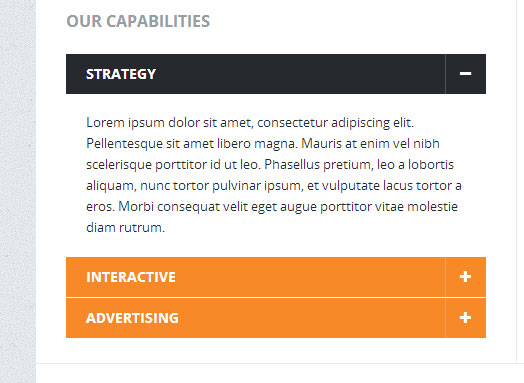 OUR CAPABILITIES
STRATEGY
Lorem ipsum dolor sit amet, consectetur adipiscing elit.
Pellentesque sit amet libero magna. Mauris at enim vel nibh
scelerisque porttitor id ut leo. Phasellus pretium, leo a lobortis
aliquam, nunc tortor pulvinar ipsum, et vulputate lacus tortor a
eros. Morbi consequat velit eget augue porttitor vitae molestie
diam rutrum.
INTERACTIVE
ADVERTISING